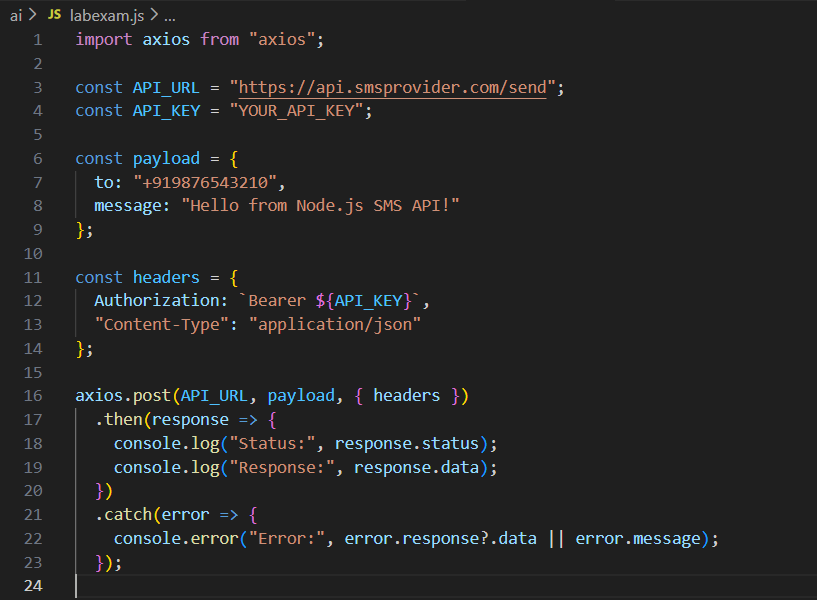 ai > JS labexam.js > ...
1 import axios from "axios";
2
3 const API_URL = "https://api.smsprovider.com/send";
4 const API_KEY = "YOUR_API_KEY";
5
6 const payload = {
7   to: "+919876543210",
8   message: "Hello from Node.js SMS API!"
9 };
10
11 const headers = {
12   Authorization: `Bearer ${API_KEY}`,
13   "Content-Type": "application/json"
14 };
15
16 axios.post(API_URL, payload, { headers })
17   .then(response => {
18     console.log("Status:", response.status);
19     console.log("Response:", response.data);
20   })
21   .catch(error => {
22     console.error("Error:", error.response?.data || error.message);
23   });
24